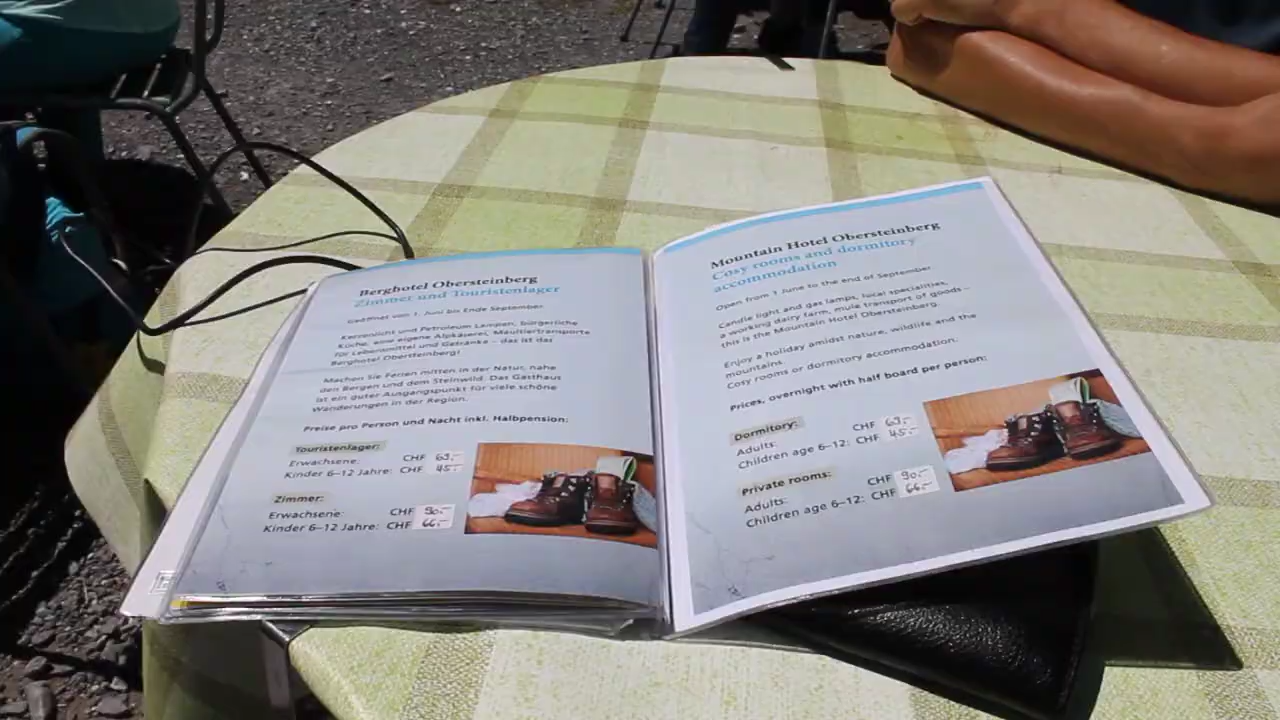 Berghotel Obersteinberg
Zimmer und Touristenlager
Geöffnet vom 1. Juni bis Ende September
Kerzenlicht und Petroleum Lampen, bürgerliche
Küche, eine eigene Alpkäserei, Maultiertransporte
für Lebensmittel und Getränke – das ist das
Berghotel Obersteinberg!
Machen Sie Ferien mitten in der Natur, nahe
den Bergen und dem Steinwild. Das Gasthaus
ist ein guter Ausgangspunkt für viele schöne
Wanderungen in der Region.
Preise pro Person und Nacht inkl. Halbpension:
Touristenlager:
Erwachsene: CHF 69.-
Kinder 6–12 Jahre: CHF 45.-
Zimmer:
Erwachsene: CHF 90.-
Kinder 6–12 Jahre: CHF 66.-
Mountain Hotel Obersteinberg
Cosy rooms and dormitory
accommodation
Open from 1 June to the end of September
Candle light and gas lamps, local specialities,
a working dairy farm, mule transport of goods –
this is the Mountain Hotel Obersteinberg.
Enjoy a holiday amidst nature, wildlife and the
mountains.
Cosy rooms or dormitory accommodation.
Prices, overnight with half board per person:
Dormitory:
Adults: CHF 69.-
Children age 6–12: CHF 45.-
Private rooms:
Adults: CHF 90.-
Children age 6–12: CHF 66.-